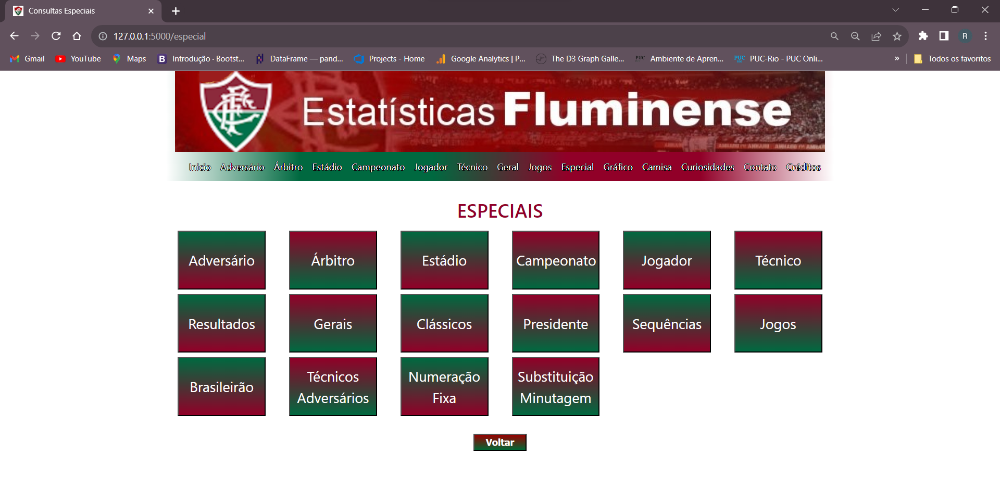 Consultas Especiais
127.0.0.1:5000/especial
R
Gmail YouTube Maps Introdução · Bootst... DataFrame — pand... Projects - Home Google Analytics | P... The D3 Graph Galle... Ambiente de Apren... PUC-Rio - PUC Onli... » Todos os favoritos
Estatísticas Fluminense
Inicio Adversário Árbitro Estádio Campeonato Jogador Técnico Geral Jogos Especial Gráfico Camisa Curiosidades Contato Créditos
ESPECIAIS
Adversário Árbitro Estádio Campeonato Jogador Técnico
Resultados Gerais Clássicos Presidente Sequências Jogos
Brasileirão
Técnicos
Adversários
Numeração
Fixa
Substituição
Minutagem
Voltar